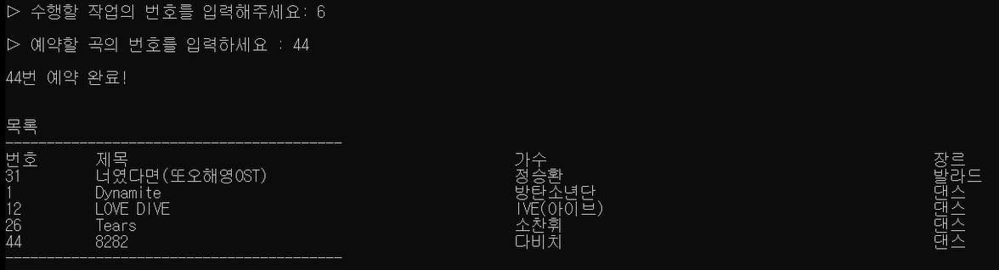 ▷ 수행할 작업의 번호를 입력해주세요: 6
▷ 예약할 곡의 번호를 입력하세요 : 44
44번 예약 완료!
목록
-----------------------------------------
번호 제목 가수 장르
31 너였다면(또오해영OST) 정승환 발라드
1 Dynamite 방탄소년단 댄스
12 LOVE DIVE IVE(아이브) 댄스
26 Tears 소찬휘 댄스
44 8282 다비치 댄스
-----------------------------------------